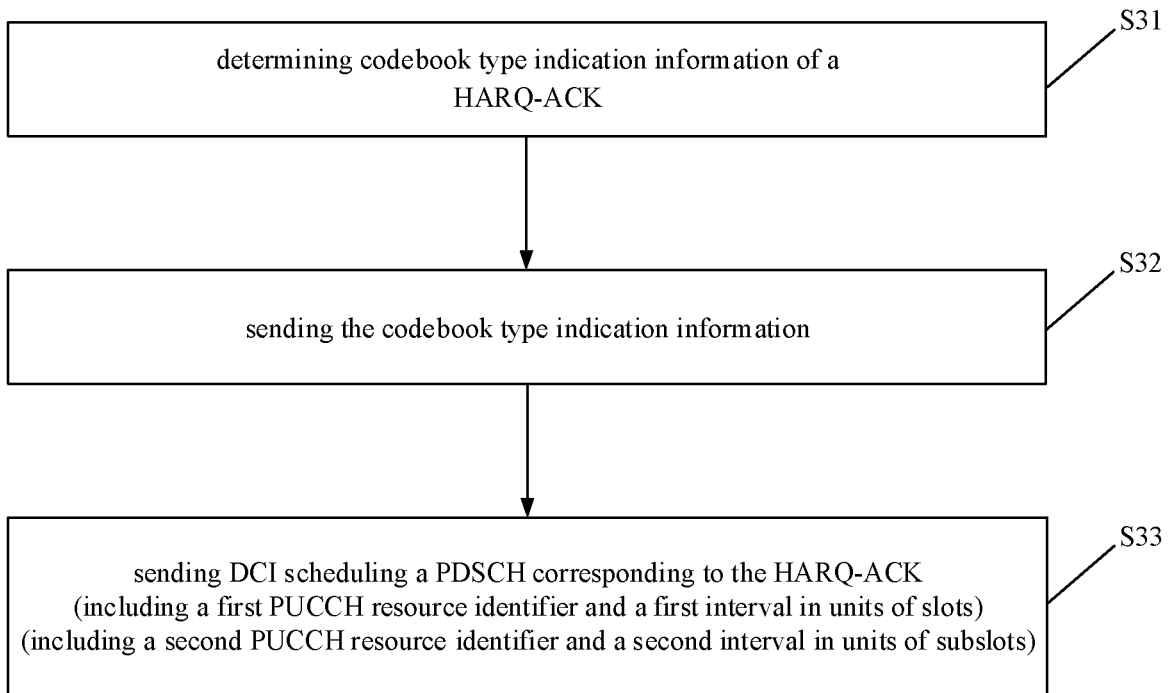 S31
determining codebook type indication information of a
HARQ-ACK
S32
sending the codebook type indication information
S33
sending DCI scheduling a PDSCH corresponding to the HARQ-ACK
(including a first PUCCH resource identifier and a first interval in units of slots)
(including a second PUCCH resource identifier and a second interval in units of subslots)